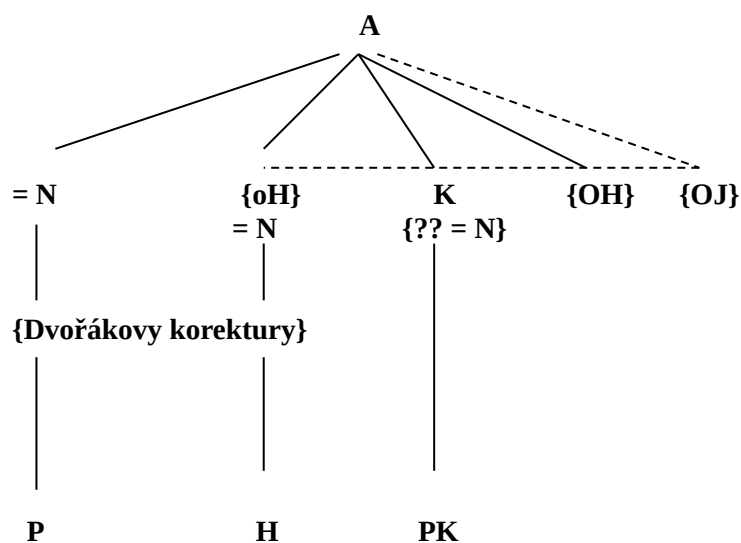 A
= N {oH} K {OH} {OJ}
= N {?? = N}
{Dvořákovy korektury}
P H PK